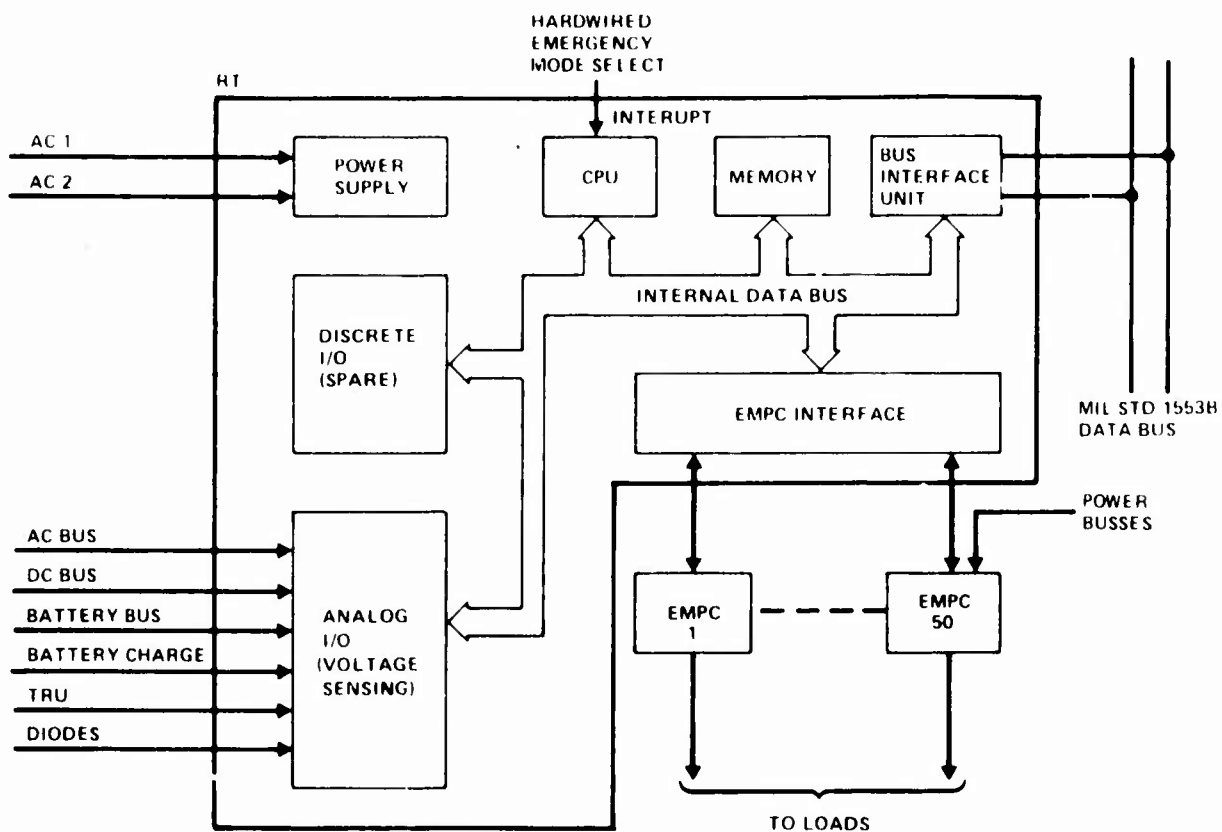 HARDWIRED
EMERGENCY
MODE SELECT
RT
INTERUPT
AC 1
AC 2
POWER
SUPPLY
CPU
MEMORY
BUS
INTERFACE
UNIT
INTERNAL DATA BUS
DISCRETE
I/O
(SPARE)
EMPC INTERFACE
MIL STD 1553B
DATA BUS
POWER
BUSSES
AC BUS
DC BUS
BATTERY BUS
BATTERY CHARGE
TRU
DIODES
ANALOG
I/O
(VOLTAGE
SENSING)
EMPC
1
EMPC
50
TO LOADS